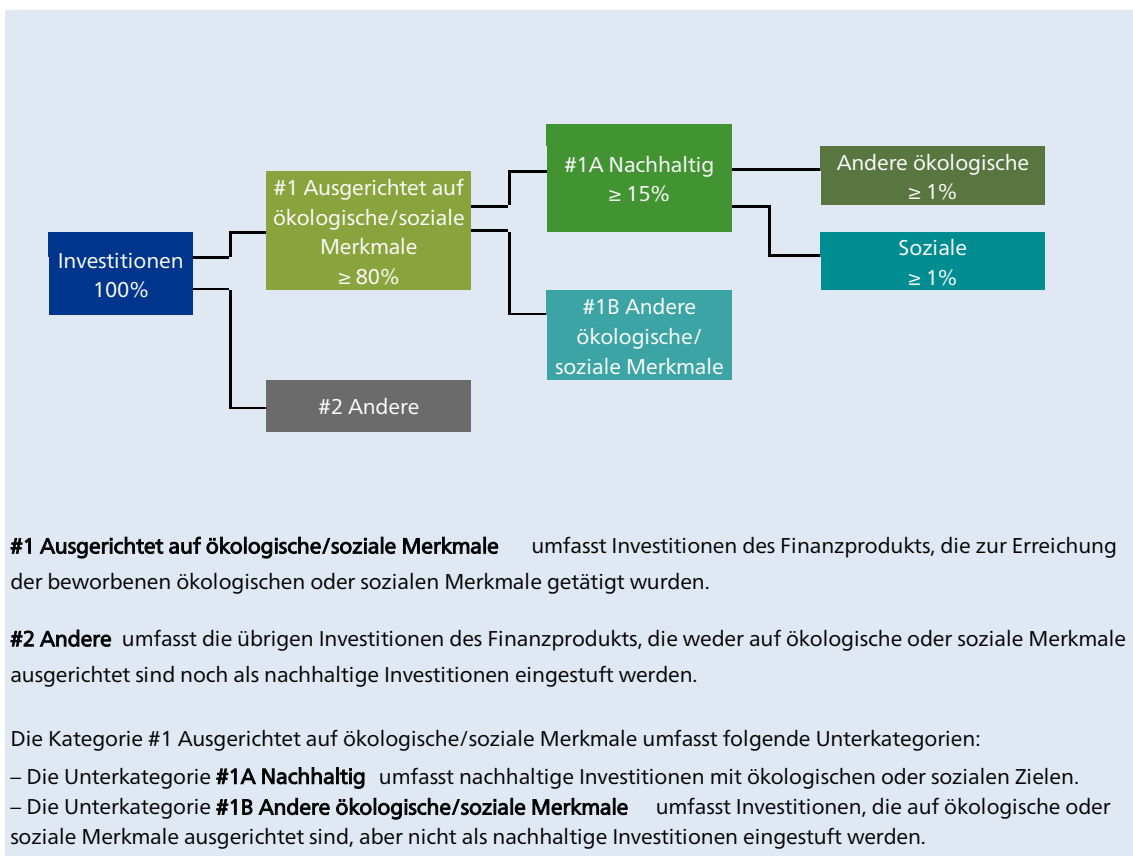 #1A Nachhaltig
≥ 15%
Andere ökologische
≥ 1%
#1 Ausgerichtet auf
ökologische/soziale
Merkmale
≥ 80%
Soziale
≥ 1%
Investitionen
100%
#1B Andere
ökologische/
soziale Merkmale
#2 Andere
#1 Ausgerichtet auf ökologische/soziale Merkmale umfasst Investitionen des Finanzprodukts, die zur Erreichung
der beworbenen ökologischen oder sozialen Merkmale getätigt wurden.
#2 Andere umfasst die übrigen Investitionen des Finanzprodukts, die weder auf ökologische oder soziale Merkmale
ausgerichtet sind noch als nachhaltige Investitionen eingestuft werden.
Die Kategorie #1 Ausgerichtet auf ökologische/soziale Merkmale umfasst folgende Unterkategorien:
– Die Unterkategorie #1A Nachhaltig umfasst nachhaltige Investitionen mit ökologischen oder sozialen Zielen.
– Die Unterkategorie #1B Andere ökologische/soziale Merkmale umfasst Investitionen, die auf ökologische oder
soziale Merkmale ausgerichtet sind, aber nicht als nachhaltige Investitionen eingestuft werden.